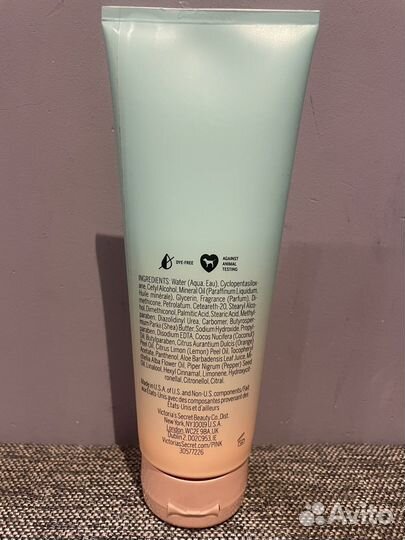 DYE-FREE
AGAINST
ANIMAL
TESTING
INGREDIENTS: Water (Aqua, Eau), Cyclopentasilox-
ane, Cetyl Alcohol, Mineral Oil (Paraffinum Liquidum,
Huile minérale), Glycerin, Fragrance (Parfum), Di-
methicone, Petrolatum, Ceteareth-20, Stearyl Alco-
hol, Dimethiconol, Palmitic Acid, Stearic Acid, Methyl-
paraben, Diazolidinyl Urea, Carbomer, Butyrosper-
mum Parkii (Shea) Butter, Sodium Hydroxide, Propyl-
paraben, Disodium EDTA, Cocos Nucifera (Coconut)
Oil, Butylparaben, Citrus Aurantium Dulcis (Orange)
Peel Oil, Citrus Limon (Lemon) Peel Oil, Tocopheryl
Acetate, Panthenol, Aloe Barbadensis Leaf Juice,
Alba Flower Oil, Piper Nigrum (Pepper) Seed
Oil, Linalool, Hexyl Cinnamal, Limonene, Hydroxycit-
ronellal, Citronellol, Citral.
Made in U.S.A. of U.S. and Non-U.S. components/Fait
aux États-Unis avec des composantes provenant des
États-Unis et d'ailleurs
Victoria's Secret Beauty Co., Dist.
New York, NY 10019 U.S.A.
London, WC2E 9BA, UK
Dublin 2, D02C953, IE
VictoriasSecret.com/PINK
30577226
Avito